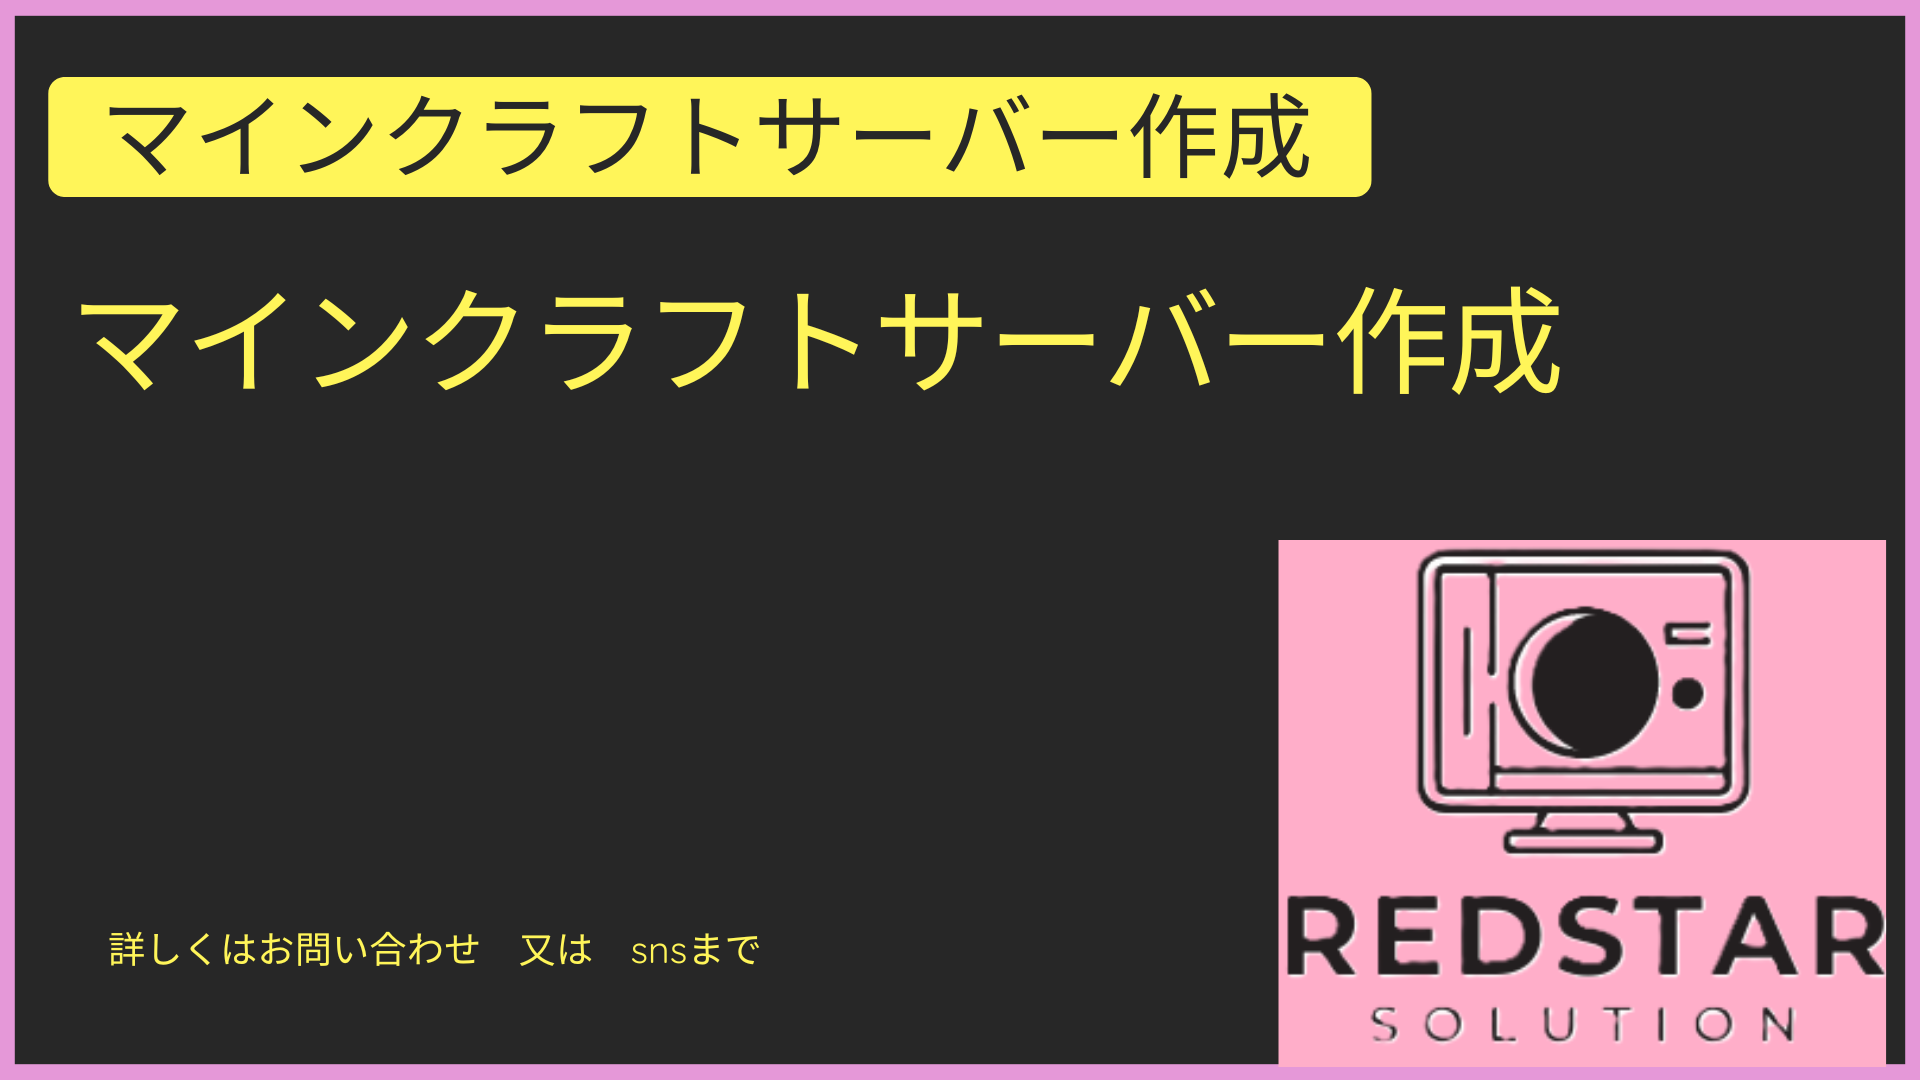 マインクラフトサーバー作成
マインクラフトサーバー作成
詳しくはお問い合わせ　又は　snsまで
REDSTAR
SOLUTION